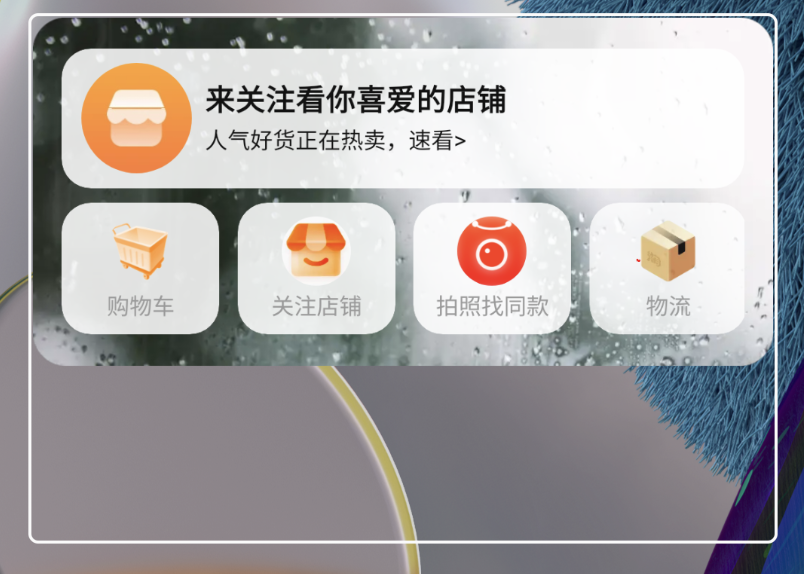 来关注看你喜爱的店铺
人气好货正在热卖，速看>
购物车
关注店铺
拍照找同款
物流